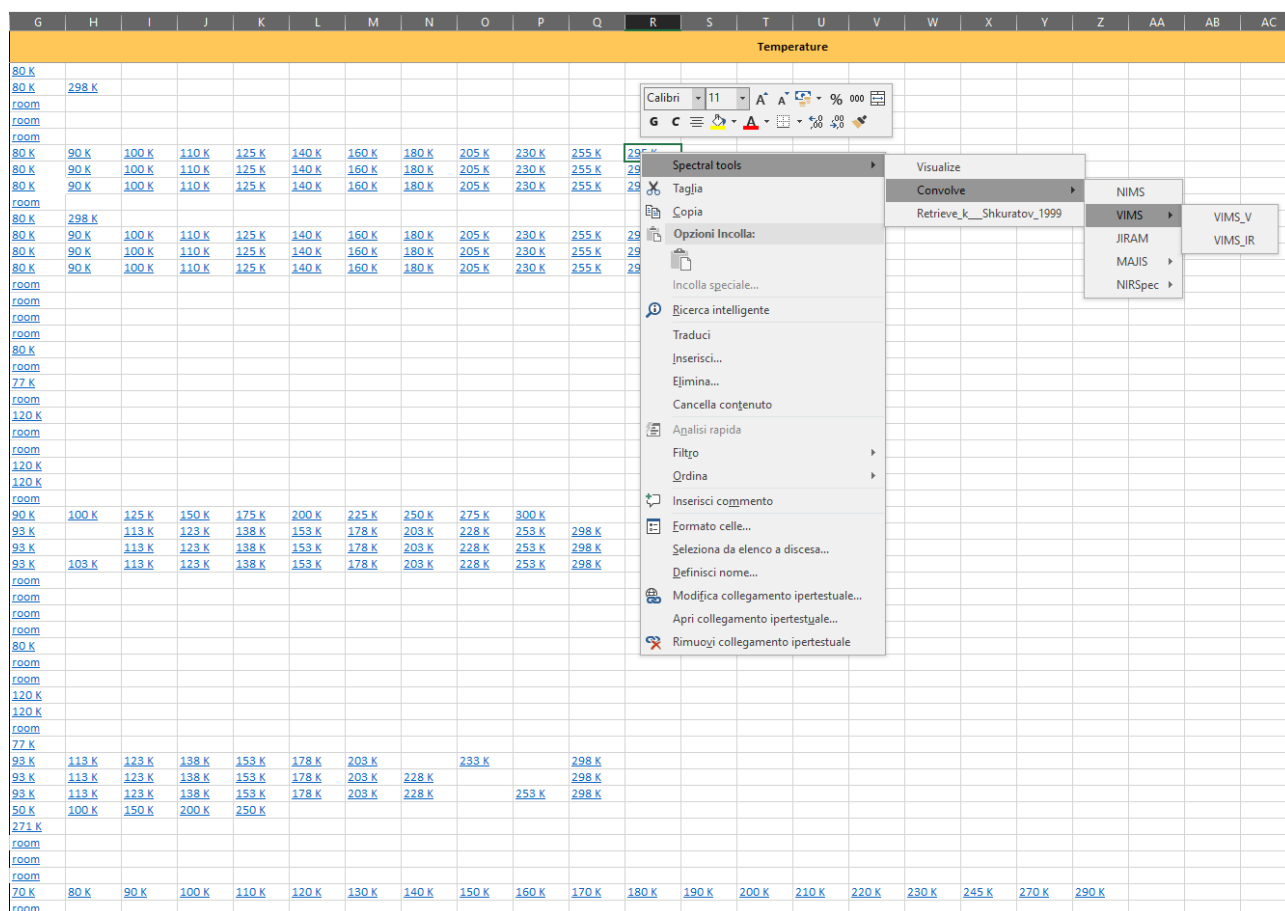 G H I J K L M N O P Q R S T U V W X Y Z AA AB AC
Temperature
80 K
80 K 298 K
room
room
room
80 K 90 K 100 K 110 K 125 K 140 K 160 K 180 K 205 K 230 K 255 K 295 K
80 K 90 K 100 K 110 K 125 K 140 K 160 K 180 K 205 K 230 K 255 K 29
80 K 90 K 100 K 110 K 125 K 140 K 160 K 180 K 205 K 230 K 255 K 29
room
80 K 298 K
80 K 90 K 100 K 110 K 125 K 140 K 160 K 180 K 205 K 230 K 255 K 29
80 K 90 K 100 K 110 K 125 K 140 K 160 K 180 K 205 K 230 K 255 K 29
80 K 90 K 100 K 110 K 125 K 140 K 160 K 180 K 205 K 230 K 255 K 29
room
room
room
room
80 K
room
77 K
room
120 K
room
room
120 K
120 K
room
90 K 100 K 125 K 150 K 175 K 200 K 225 K 250 K 275 K 300 K
93 K 113 K 123 K 138 K 153 K 178 K 203 K 228 K 253 K 298 K
93 K 113 K 123 K 138 K 153 K 178 K 203 K 228 K 253 K 298 K
93 K 103 K 113 K 123 K 138 K 153 K 178 K 203 K 228 K 253 K 298 K
room
room
room
room
80 K
room
room
120 K
120 K
room
77 K
93 K 113 K 123 K 138 K 153 K 178 K 203 K 233 K 298 K
93 K 113 K 123 K 138 K 153 K 178 K 203 K 228 K 298 K
93 K 113 K 123 K 138 K 153 K 178 K 203 K 228 K 253 K 298 K
50 K 100 K 150 K 200 K 250 K
271 K
room
room
room
70 K 80 K 90 K 100 K 110 K 120 K 130 K 140 K 150 K 160 K 170 K 180 K 190 K 200 K 210 K 220 K 230 K 245 K 270 K 290 K
room
Calibri 11 A A % 000
G C A
Spectral tools
Taglia
Copia
Opzioni Incolla:
Incolla speciale...
Ricerca intelligente
Traduci
Inserisci...
Elimina...
Cancella contenuto
Analisi rapida
Filtro
Ordina
Inserisci commento
Formato celle...
Seleziona da elenco a discesa...
Definisci nome...
Modifica collegamento ipertestuale...
Apri collegamento ipertestuale...
Rimuovi collegamento ipertestuale
Visualize
Convolve
Retrieve_k__Shkuratov_1999
NIMS
VIMS
JIRAM
MAJIS
NIRSpec
VIMS_V
VIMS_IR